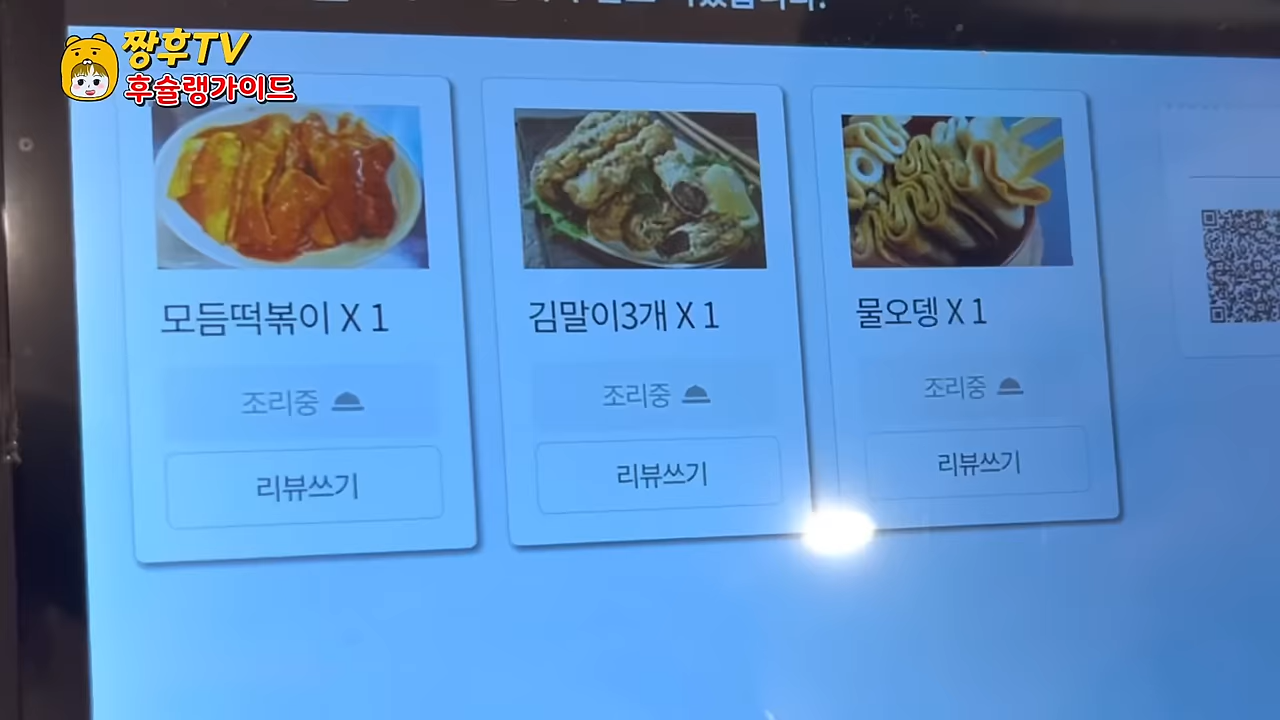 짱후TV
후슐랭가이드
모듬떡볶이 X 1
김말이3개 X 1
물오뎅 X 1
조리중
조리중
조리중
리뷰쓰기
리뷰쓰기
리뷰쓰기